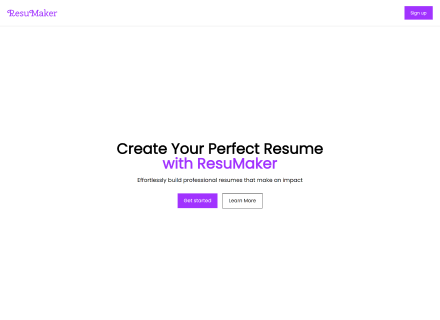 ResuMaker
Sign up
Create Your Perfect Resume
with ResuMaker
Effortlessly build professional resumes that make an impact
Get started
Learn More